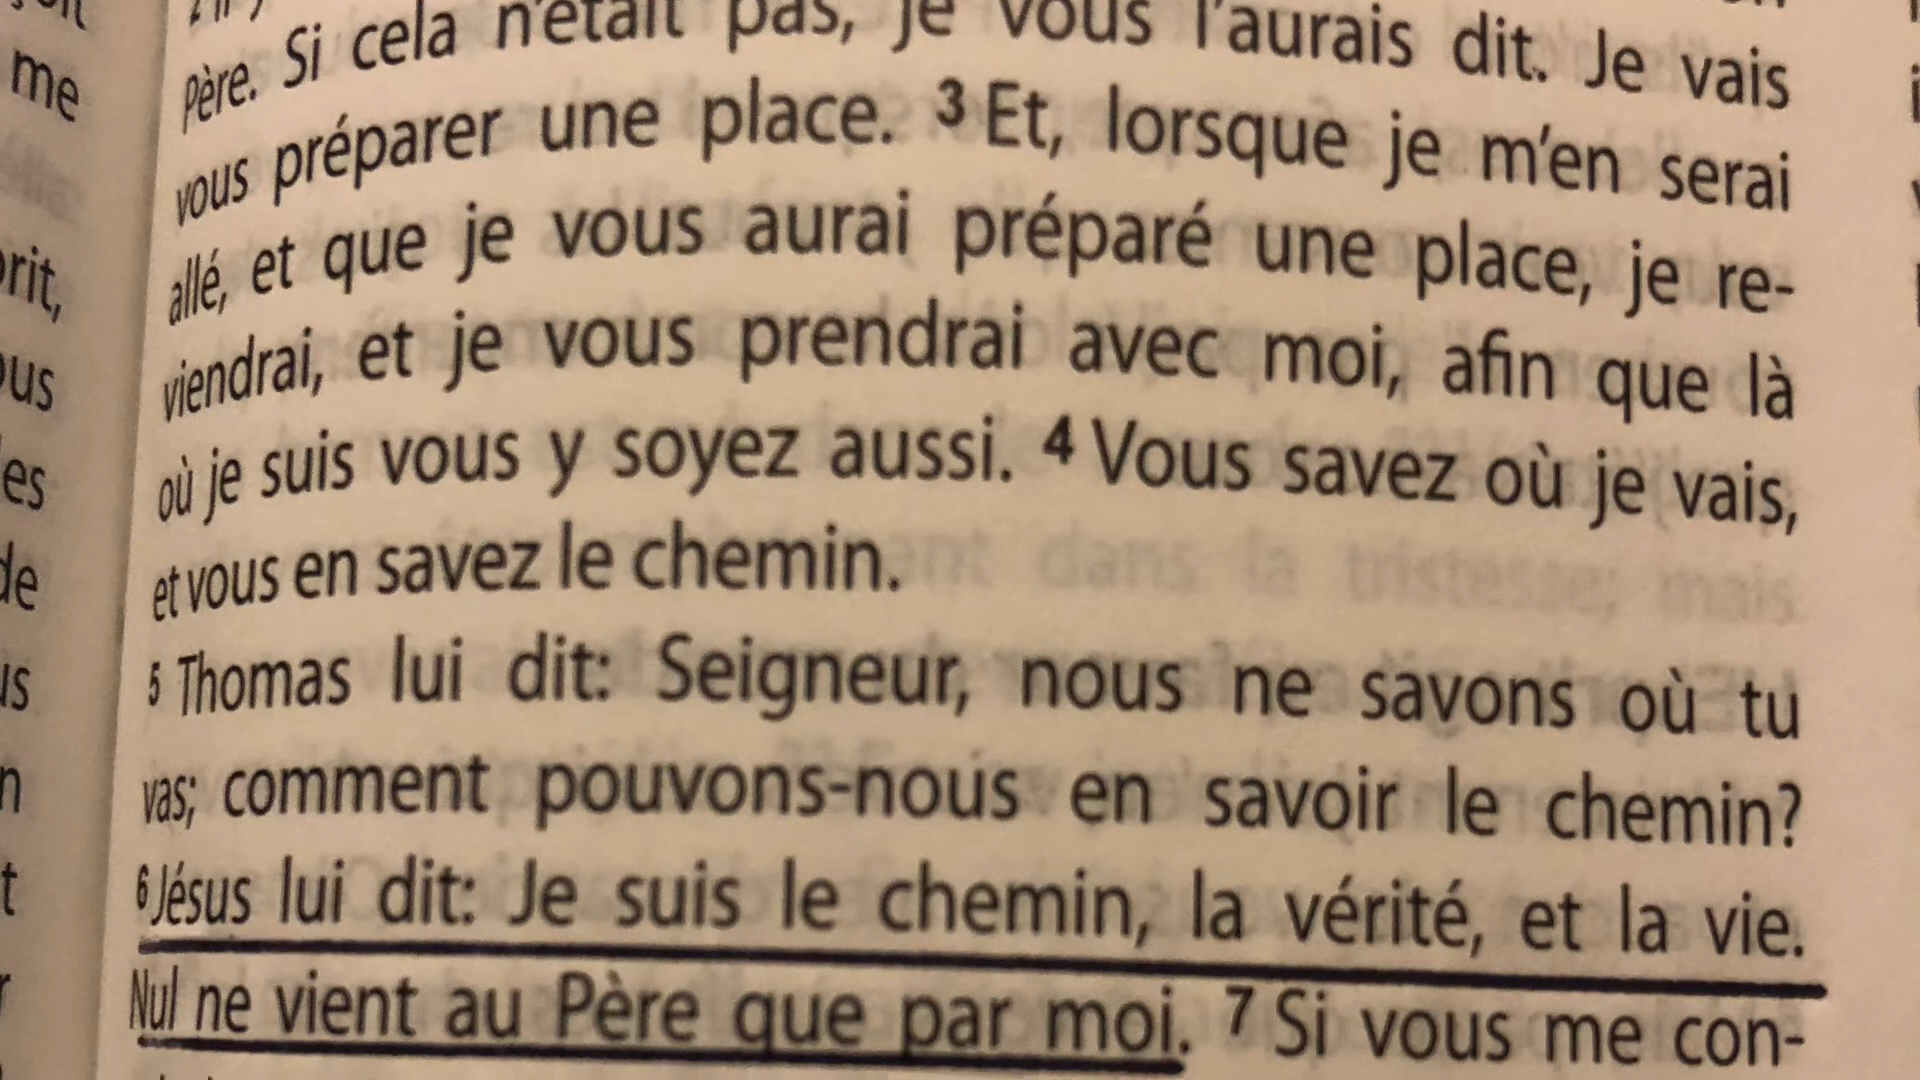 me
Père. Si cela n'était pas, je vous l'aurais dit. Je vais
vous préparer une place. 3 Et, lorsque je m'en serai
allé, et que je vous aurai préparé une place, je re-
viendrai, et je vous prendrai avec moi, afin que là
où je suis vous y soyez aussi. 4 Vous savez où je vais,
et vous en savez le chemin.
5 Thomas lui dit: Seigneur, nous ne savons où tu
vas; comment pouvons-nous en savoir le chemin?
6 Jésus lui dit: Je suis le chemin, la vérité, et la vie.
Nul ne vient au Père que par moi. 7 Si vous me con-